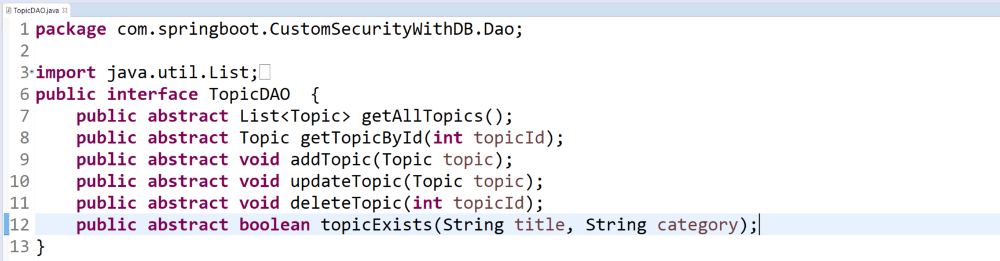 TopicDAO.java
1 package com.springboot.CustomSecurityWithDB.Dao;
2
3 import java.util.List;
6 public interface TopicDAO  {
7     public abstract List<Topic> getAllTopics();
8     public abstract Topic getTopicById(int topicId);
9     public abstract void addTopic(Topic topic);
10     public abstract void updateTopic(Topic topic);
11     public abstract void deleteTopic(int topicId);
12     public abstract boolean topicExists(String title, String category);
13 }